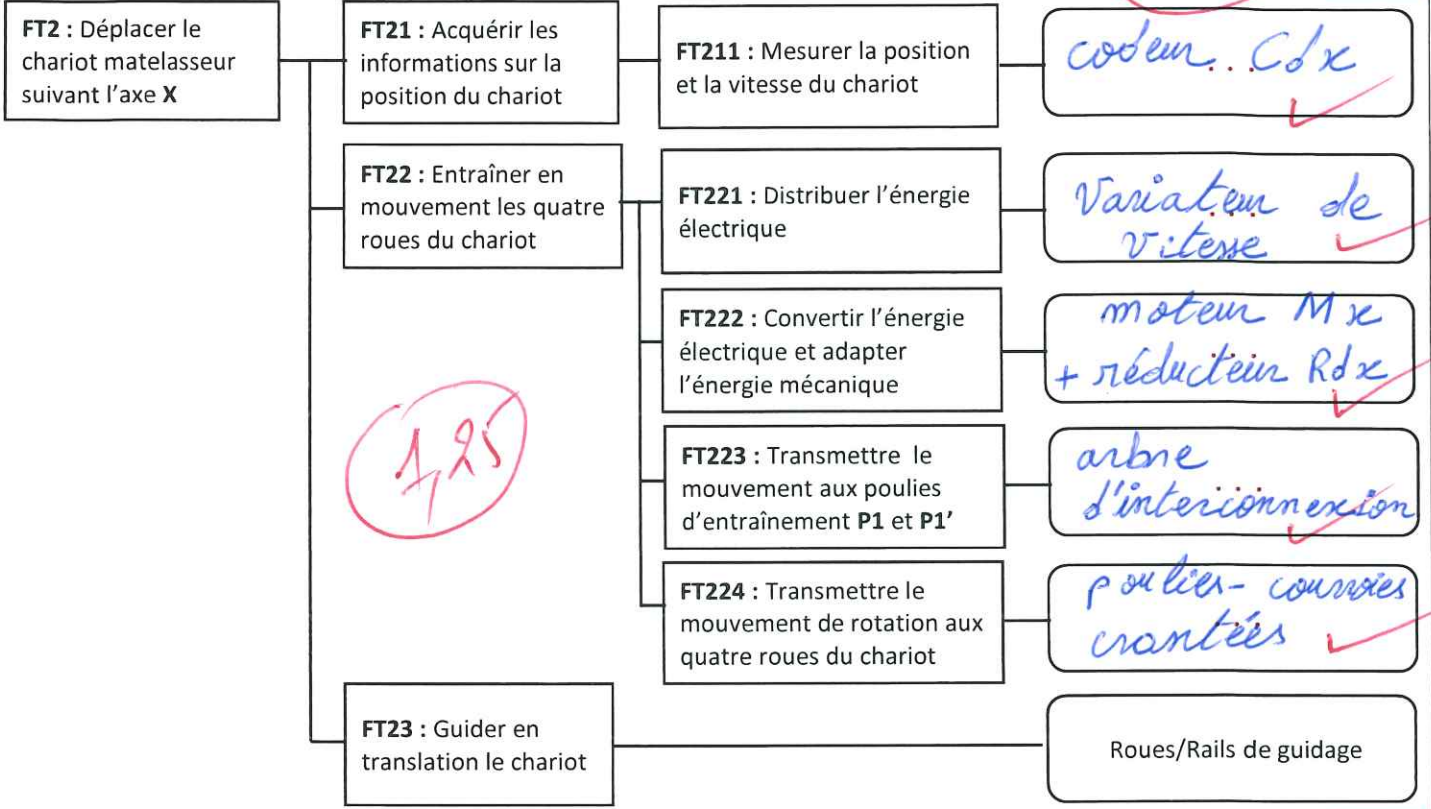 FT2 : Déplacer le
chariot matelasseur
suivant l'axe X
FT21 : Acquérir les
informations sur la
position du chariot
FT211 : Mesurer la position
et la vitesse du chariot
codeur Cdx
FT22 : Entraîner en
mouvement les quatre
roues du chariot
FT221 : Distribuer l'énergie
électrique
Variateur de
vitesse
FT222 : Convertir l'énergie
électrique et adapter
l'énergie mécanique
moteur Mx
+ réducteur Rdx
1,25
FT223 : Transmettre le
mouvement aux poulies
d'entraînement P1 et P1'
arbre
d'interconnexion
FT224 : Transmettre le
mouvement de rotation aux
quatre roues du chariot
poulies- courroies
crantées
FT23 : Guider en
translation le chariot
Roues/Rails de guidage